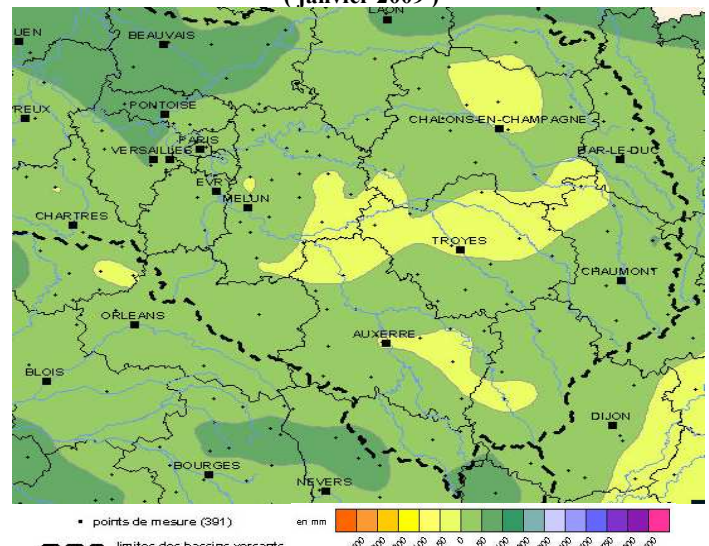 ( janvier 2009 )
LAON
UEN
BEAUVAIS
REUX
PONTOISE
CHALONS-EN-CHAMPAGNE
PARIS
VERSAILLES
BAR-LE-DUC
EVRY
MELUN
CHARTRES
TROYES
CHAUMONT
ORLEANS
AUXERRE
BLOIS
DIJON
BOURGES
NEVERS
• points de mesure (391)
en mm
limites des bassins versants